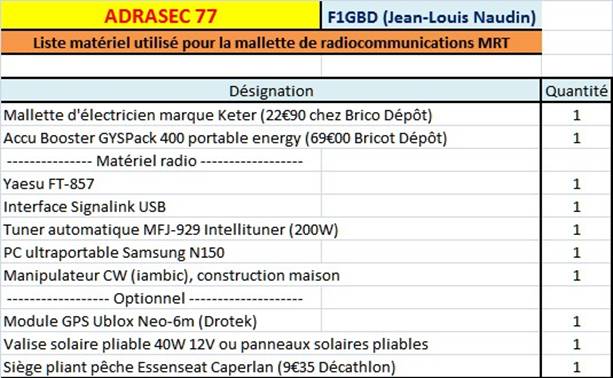 ADRASEC 77 F1GBD (Jean-Louis Naudin)
Liste matériel utilisé pour la mallette de radiocommunications MRT
Désignation Quantité
Mallette d'électricien marque Keter (22€90 chez Brico Dépôt) 1
Accu Booster GYSPack 400 portable energy (69€00 Bricot Dépôt) 1
--------------- Matériel radio ------------------
Yaesu FT-857 1
Interface Signalink USB 1
Tuner automatique MFJ-929 Intellituner (200W) 1
PC ultraportable Samsung N150 1
Manipulateur CW (iambic), construction maison 1
------------------ Optionnel --------------------
Module GPS Ublox Neo-6m (Drotek) 1
Valise solaire pliable 40W 12V ou panneaux solaires pliables 1
Siège pliant pêche Essenseat Caperlan (9€35 Décathlon) 1